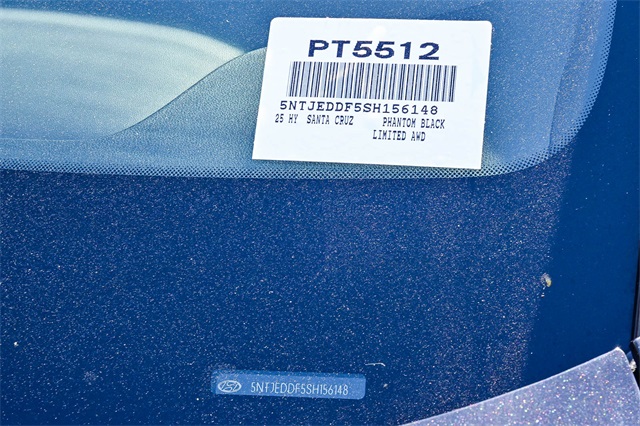 PT5512
5NTJEDDF5SH156148
25 HY SANTA CRUZ PHANTOM BLACK
LIMITED AWD
5NTJEDDF5SH156148